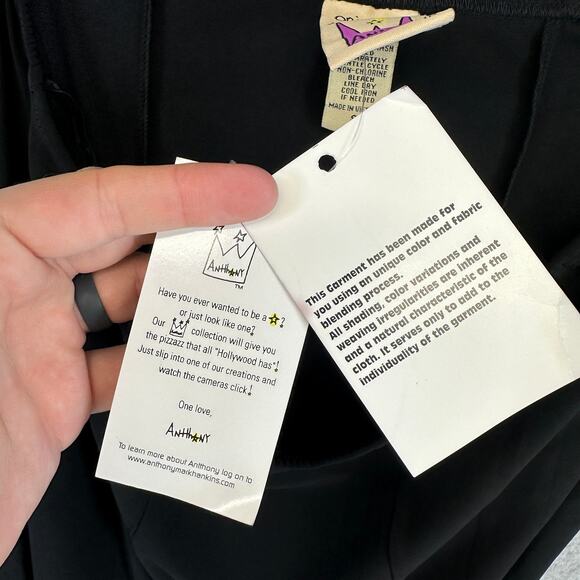 SEPARATELY
GENTLE CYCLE
NON-CHLORINE
BLEACH
LINE DRY
COOL IRON
IF NEEDED
MADE IN
ANthoNY
TM
Have you ever wanted to be a ?
or just look like one?
Our collection will give you
the pizzazz that all "Hollywood has"!
Just slip into one of our creations and
watch the cameras click!
One love,
ANthoNY
To learn more about Anthony log on to
www.anthonymarkhankins.com
This Garment has been made for
you using an unique color and fabric
blending process.
All shading, color variations and
weaving irregularities are inherent
and a natural characteristic of the
cloth. It serves only to add to the
individuality of the garment.